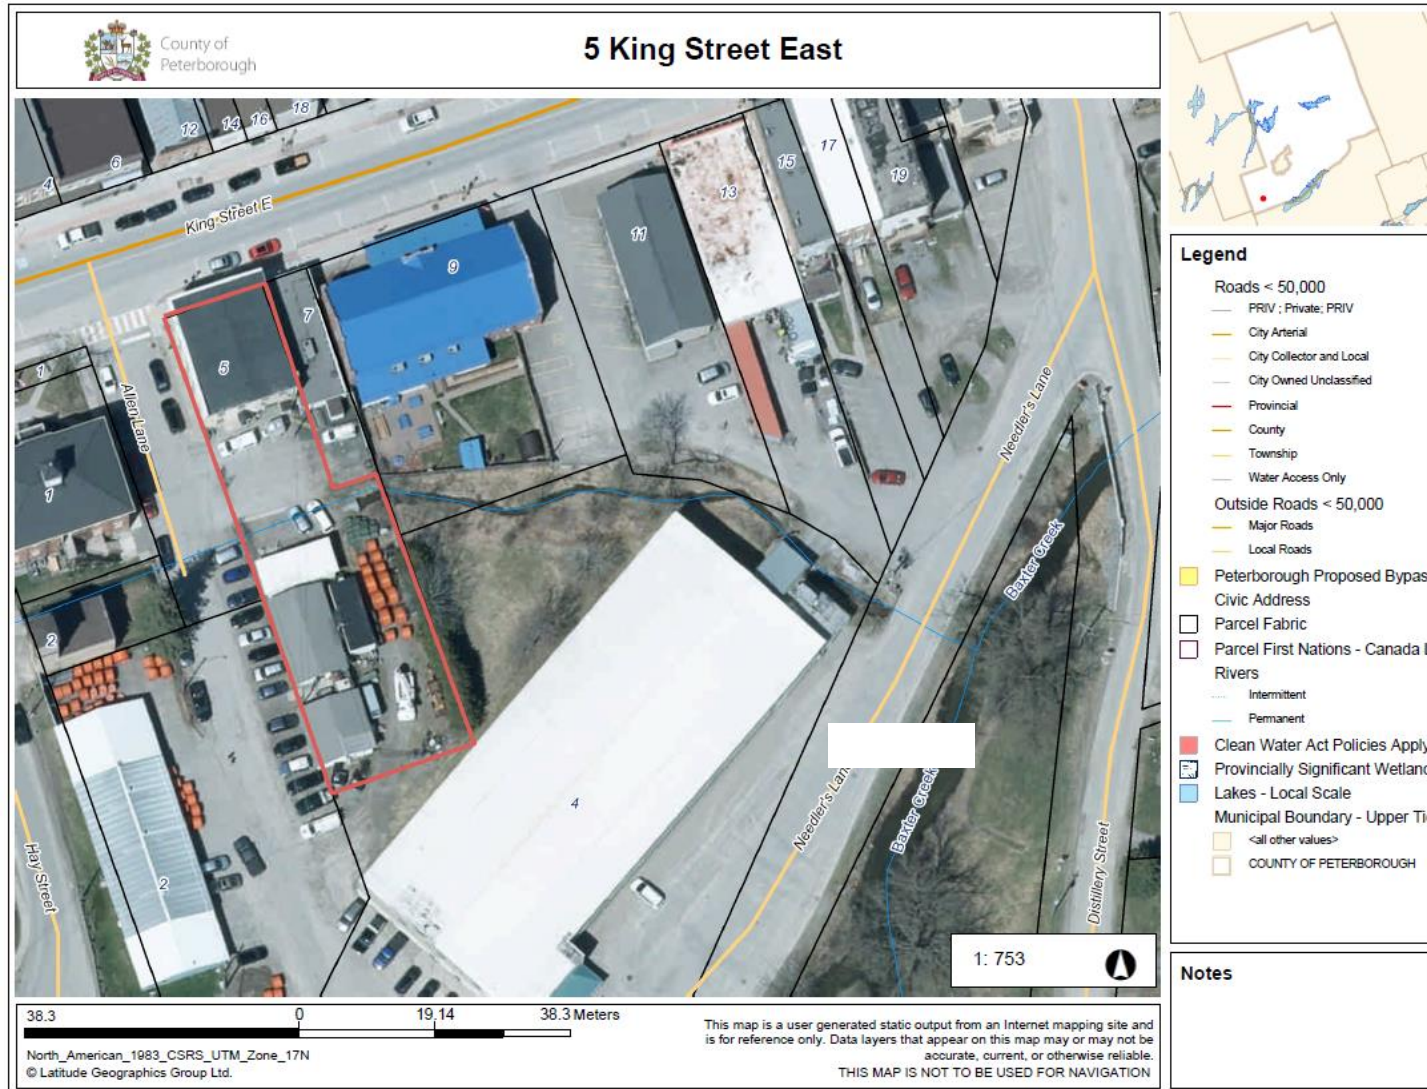 County of
Peterborough
5 King Street East
18
16
14
12
6
4
King Street E
17
15
19
13
11
9
7
5
1
Allen Lane
1
Needler's Lane
Baxter Creek
2
4
Needler's Lane
Baxter Creek
Hay Street
2
Distillery Street
1: 753
Legend
Roads < 50,000
PRIV ; Private; PRIV
City Arterial
City Collector and Local
City Owned Unclassified
Provincial
County
Township
Water Access Only
Outside Roads < 50,000
Major Roads
Local Roads
Peterborough Proposed Bypas
Civic Address
Parcel Fabric
Parcel First Nations - Canada L
Rivers
Intermittent
Permanent
Clean Water Act Policies Apply
Provincially Significant Wetland
Lakes - Local Scale
Municipal Boundary - Upper Tie
<all other values>
COUNTY OF PETERBOROUGH
Notes
38.3 0 19.14 38.3 Meters
North_American_1983_CSRS_UTM_Zone_17N
© Latitude Geographics Group Ltd.
This map is a user generated static output from an Internet mapping site and
is for reference only. Data layers that appear on this map may or may not be
accurate, current, or otherwise reliable.
THIS MAP IS NOT TO BE USED FOR NAVIGATION